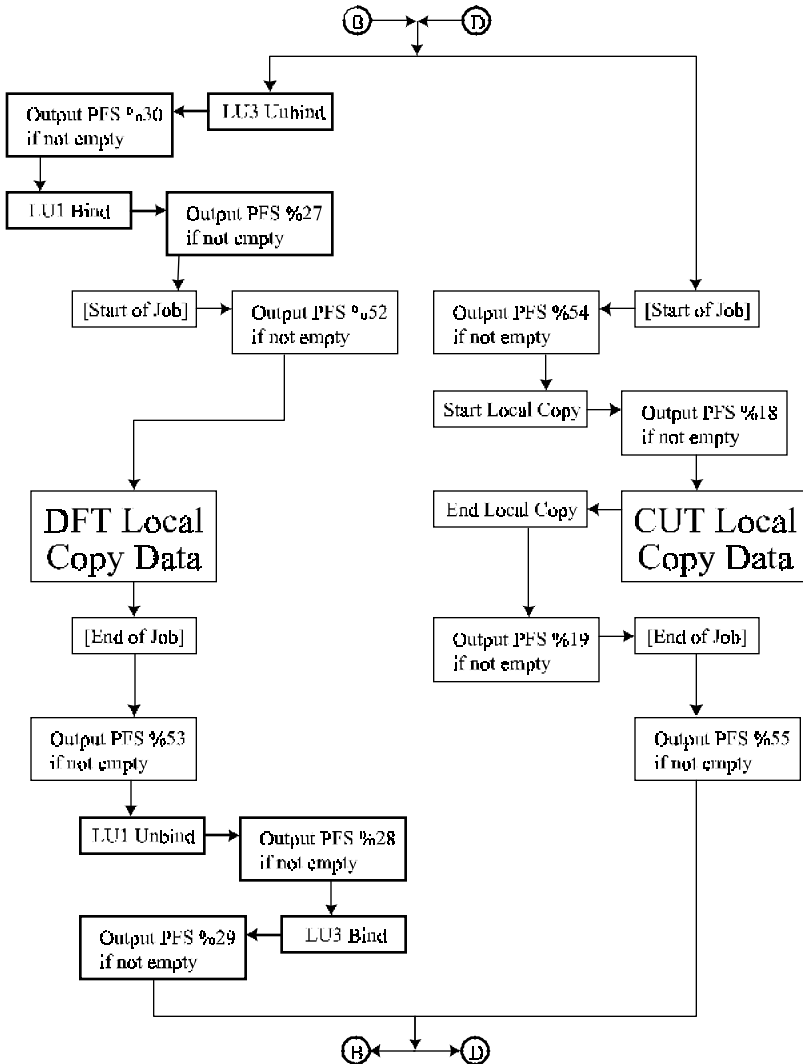 B
D
LU3 Unbind
Output PFS %30
if not empty
LU1 Bind
Output PFS %27
if not empty
[Start of Job]
Output PFS %52
if not empty
Output PFS %54
if not empty
[Start of Job]
Start Local Copy
Output PFS %18
if not empty
DFT Local
Copy Data
End Local Copy
CUT Local
Copy Data
[End of Job]
Output PFS %19
if not empty
[End of Job]
Output PFS %53
if not empty
Output PFS %55
if not empty
LU1 Unbind
Output PFS %28
if not empty
Output PFS %29
if not empty
LU3 Bind
B
D